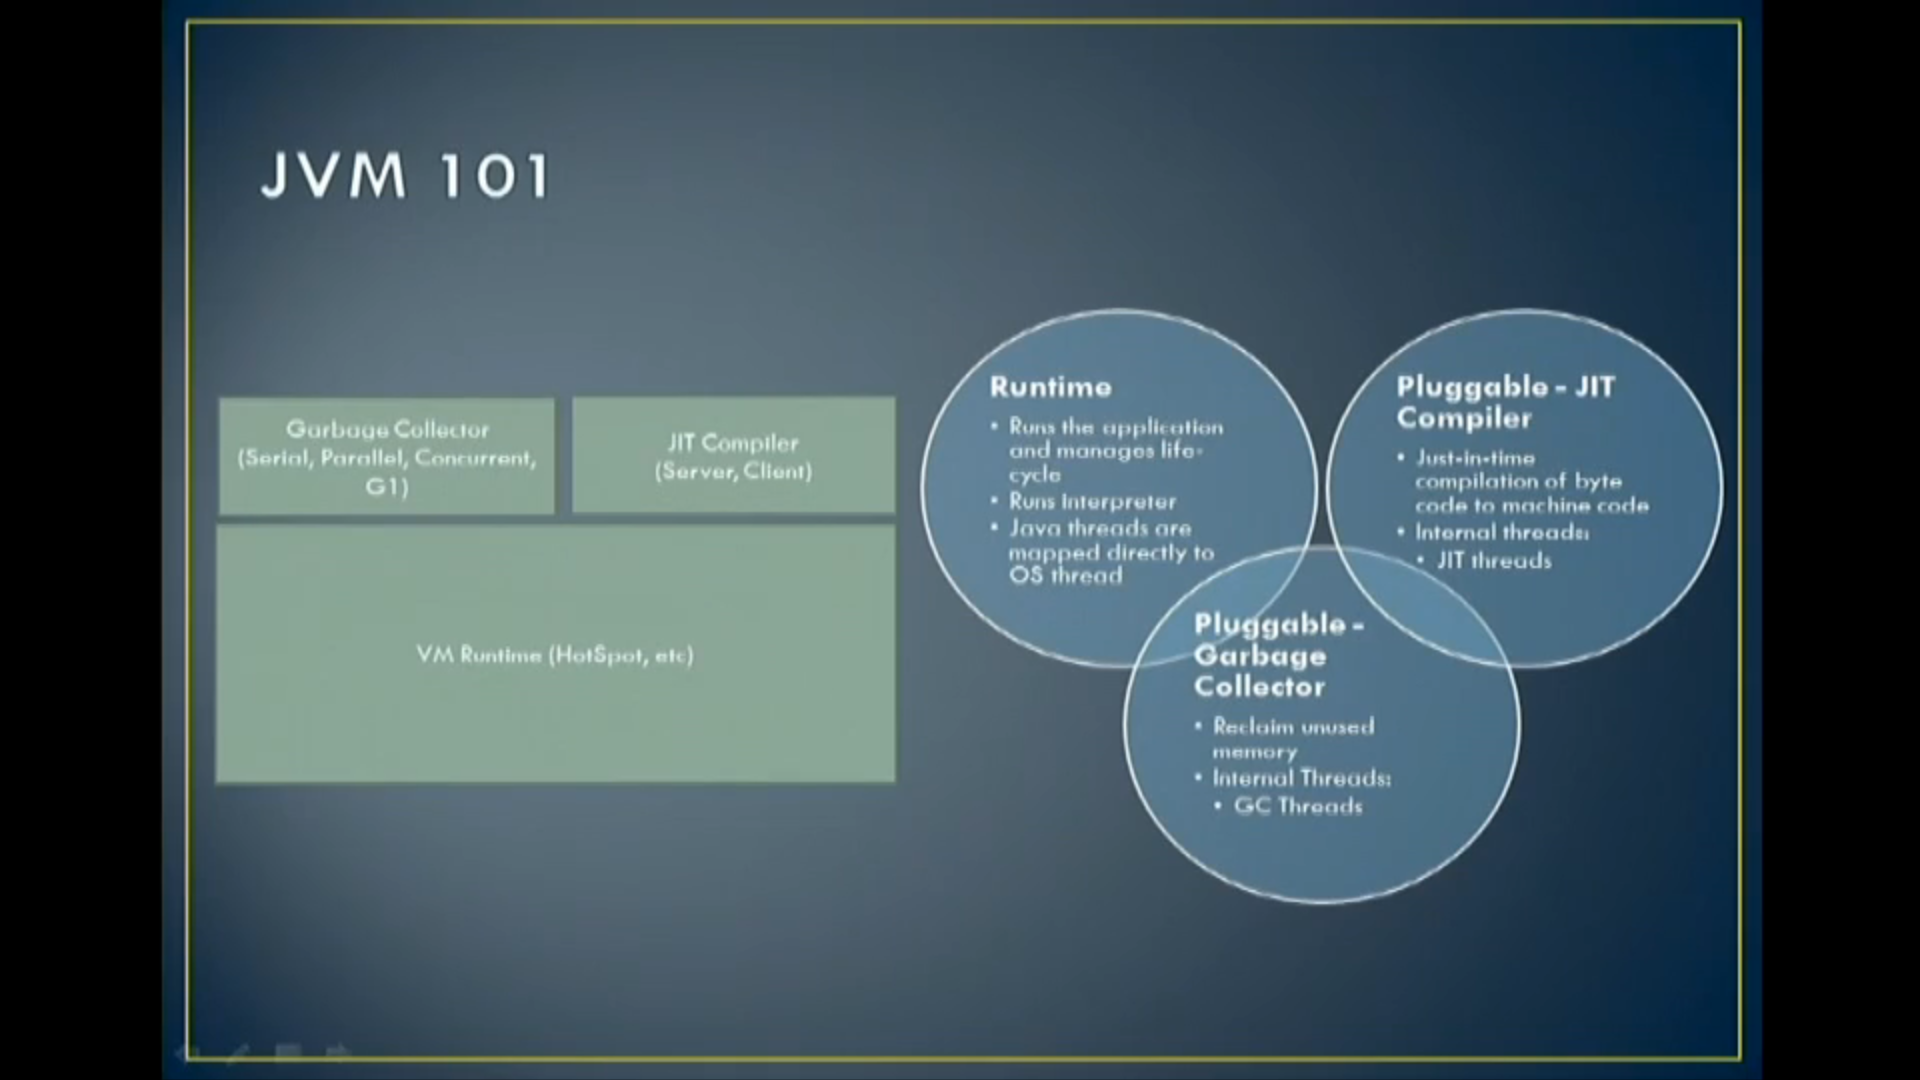 JVM 101
Garbage Collector
(Serial, Parallel, Concurrent,
G1)
JIT Compiler
(Server, Client)
VM Runtime (HotSpot, etc)
Runtime
• Runs the application
and manages life-
cycle
• Runs Interpreter
• Java threads are
mapped directly to
OS thread
Pluggable - JIT
Compiler
• Just-in-time
compilation of byte
code to machine code
• Internal threads:
• JIT threads
Pluggable -
Garbage
Collector
• Reclaim unused
memory
• Internal Threads:
• GC Threads